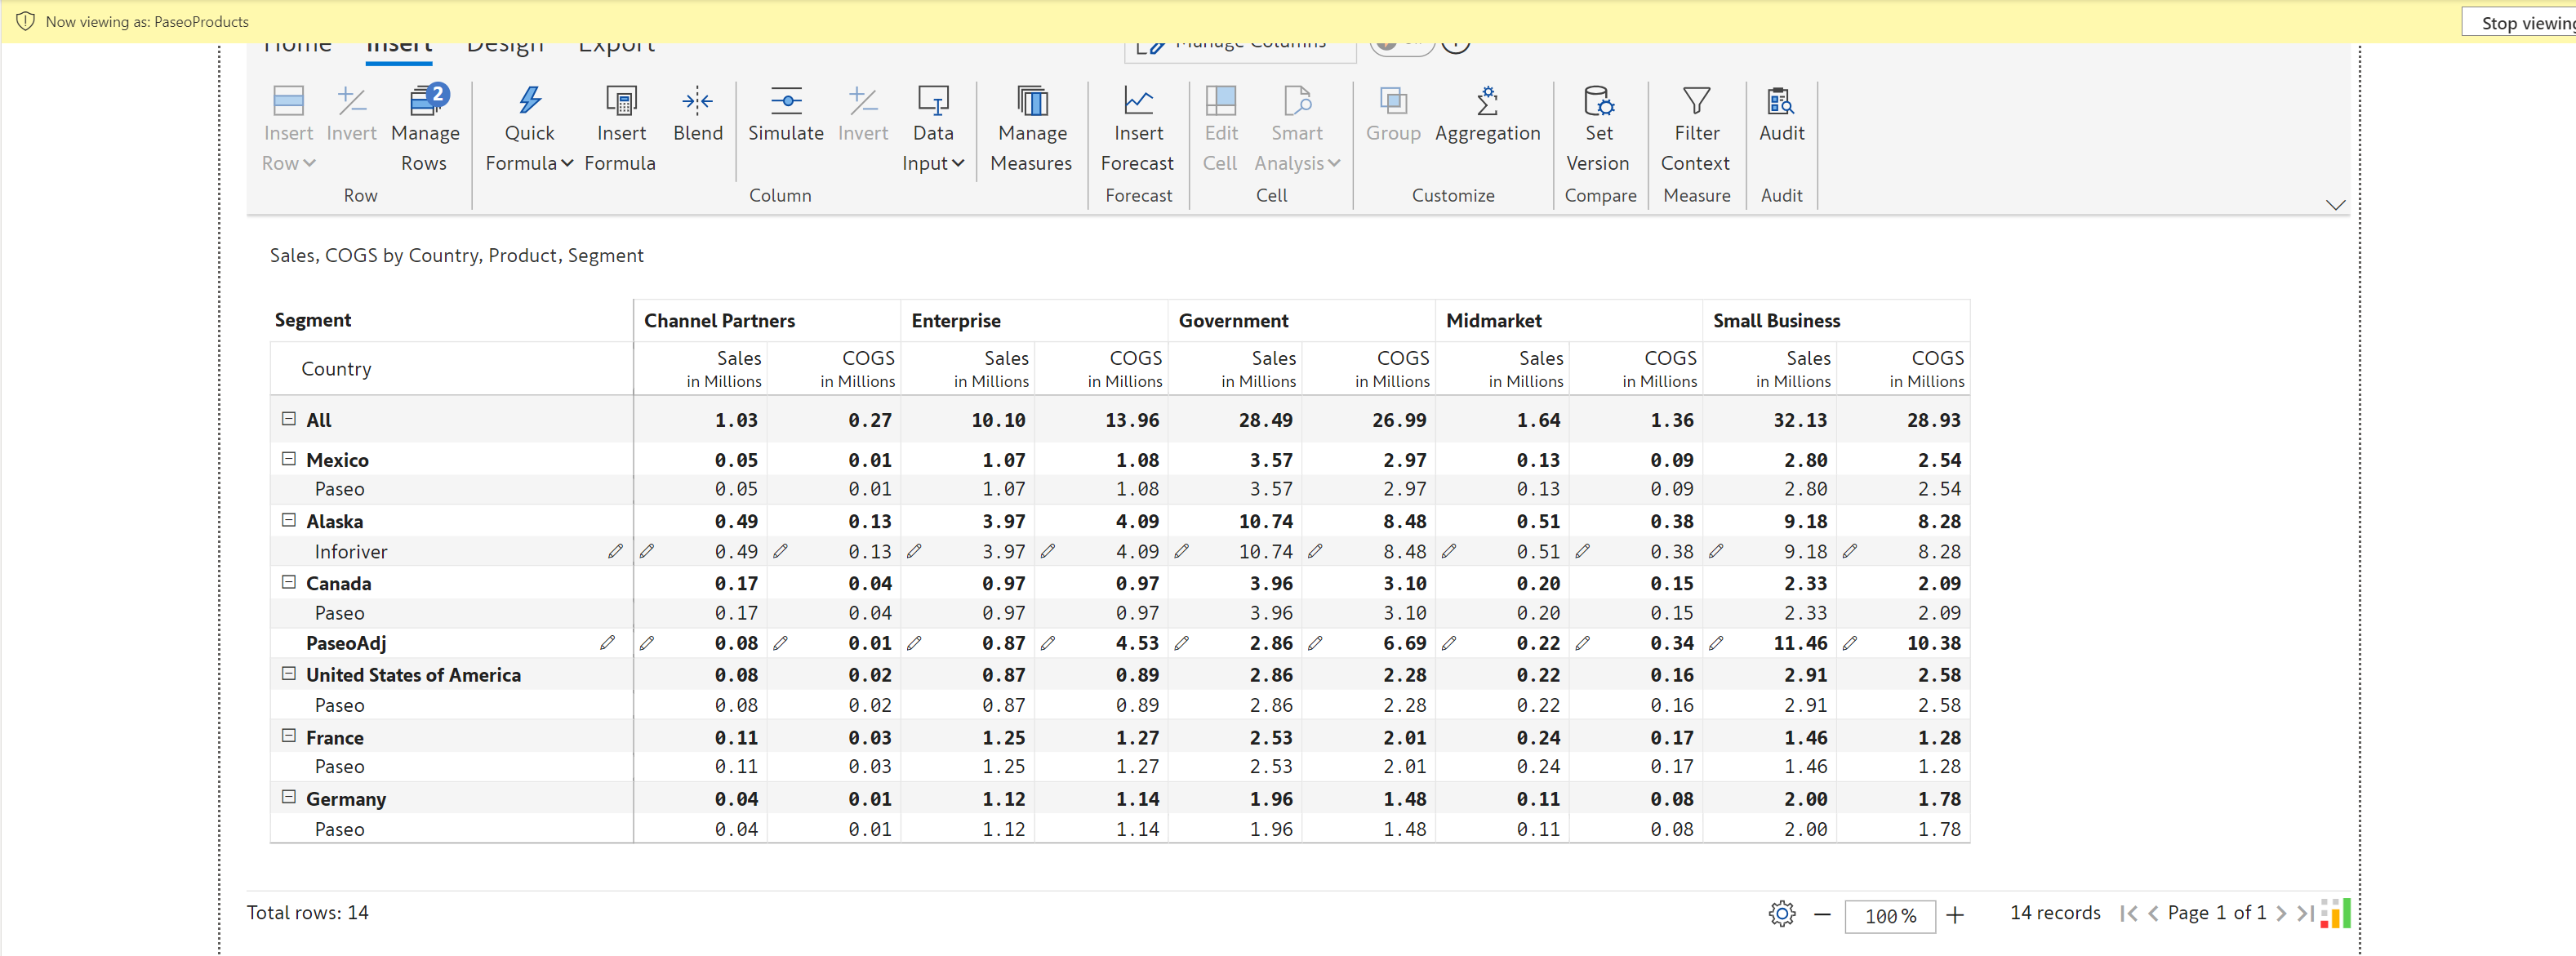 Now viewing as: PaseoProducts
Stop viewing
Home Insert Design Export Manage Columns
Insert Row Invert Manage Rows 2 Quick Formula Insert Formula Blend Simulate Invert Data Input Manage Measures Insert Forecast Edit Cell Smart Analysis Group Aggregation Set Version Filter Context Audit
Row Column Forecast Cell Customize Compare Measure Audit
Sales, COGS by Country, Product, Segment
Segment Channel Partners Enterprise Government Midmarket Small Business
Country Sales COGS Sales COGS Sales COGS Sales COGS Sales COGS
in Millions in Millions in Millions in Millions in Millions in Millions in Millions in Millions in Millions in Millions
All 1.03 0.27 10.10 13.96 28.49 26.99 1.64 1.36 32.13 28.93
Mexico 0.05 0.01 1.07 1.08 3.57 2.97 0.13 0.09 2.80 2.54
Paseo 0.05 0.01 1.07 1.08 3.57 2.97 0.13 0.09 2.80 2.54
Alaska 0.49 0.13 3.97 4.09 10.74 8.48 0.51 0.38 9.18 8.28
Inforiver 0.49 0.13 3.97 4.09 10.74 8.48 0.51 0.38 9.18 8.28
Canada 0.17 0.04 0.97 0.97 3.96 3.10 0.20 0.15 2.33 2.09
Paseo 0.17 0.04 0.97 0.97 3.96 3.10 0.20 0.15 2.33 2.09
PaseoAdj 0.08 0.01 0.87 4.53 2.86 6.69 0.22 0.34 11.46 10.38
United States of America 0.08 0.02 0.87 0.89 2.86 2.28 0.22 0.16 2.91 2.58
Paseo 0.08 0.02 0.87 0.89 2.86 2.28 0.22 0.16 2.91 2.58
France 0.11 0.03 1.25 1.27 2.53 2.01 0.24 0.17 1.46 1.28
Paseo 0.11 0.03 1.25 1.27 2.53 2.01 0.24 0.17 1.46 1.28
Germany 0.04 0.01 1.12 1.14 1.96 1.48 0.11 0.08 2.00 1.78
Paseo 0.04 0.01 1.12 1.14 1.96 1.48 0.11 0.08 2.00 1.78
Total rows: 14 100% 14 records Page 1 of 1